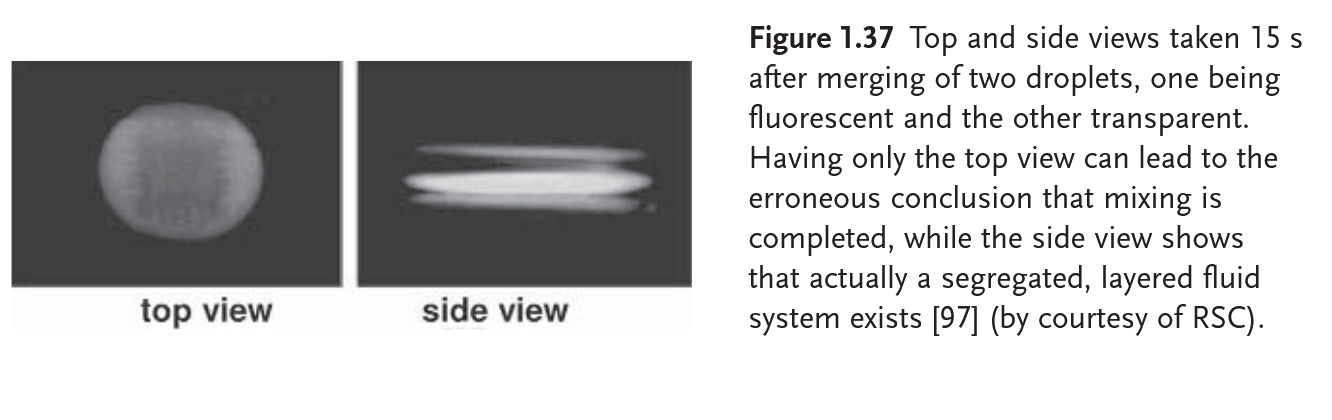 top view
side view
Figure 1.37 Top and side views taken 15 s
after merging of two droplets, one being
fluorescent and the other transparent.
Having only the top view can lead to the
erroneous conclusion that mixing is
completed, while the side view shows
that actually a segregated, layered fluid
system exists [97] (by courtesy of RSC).